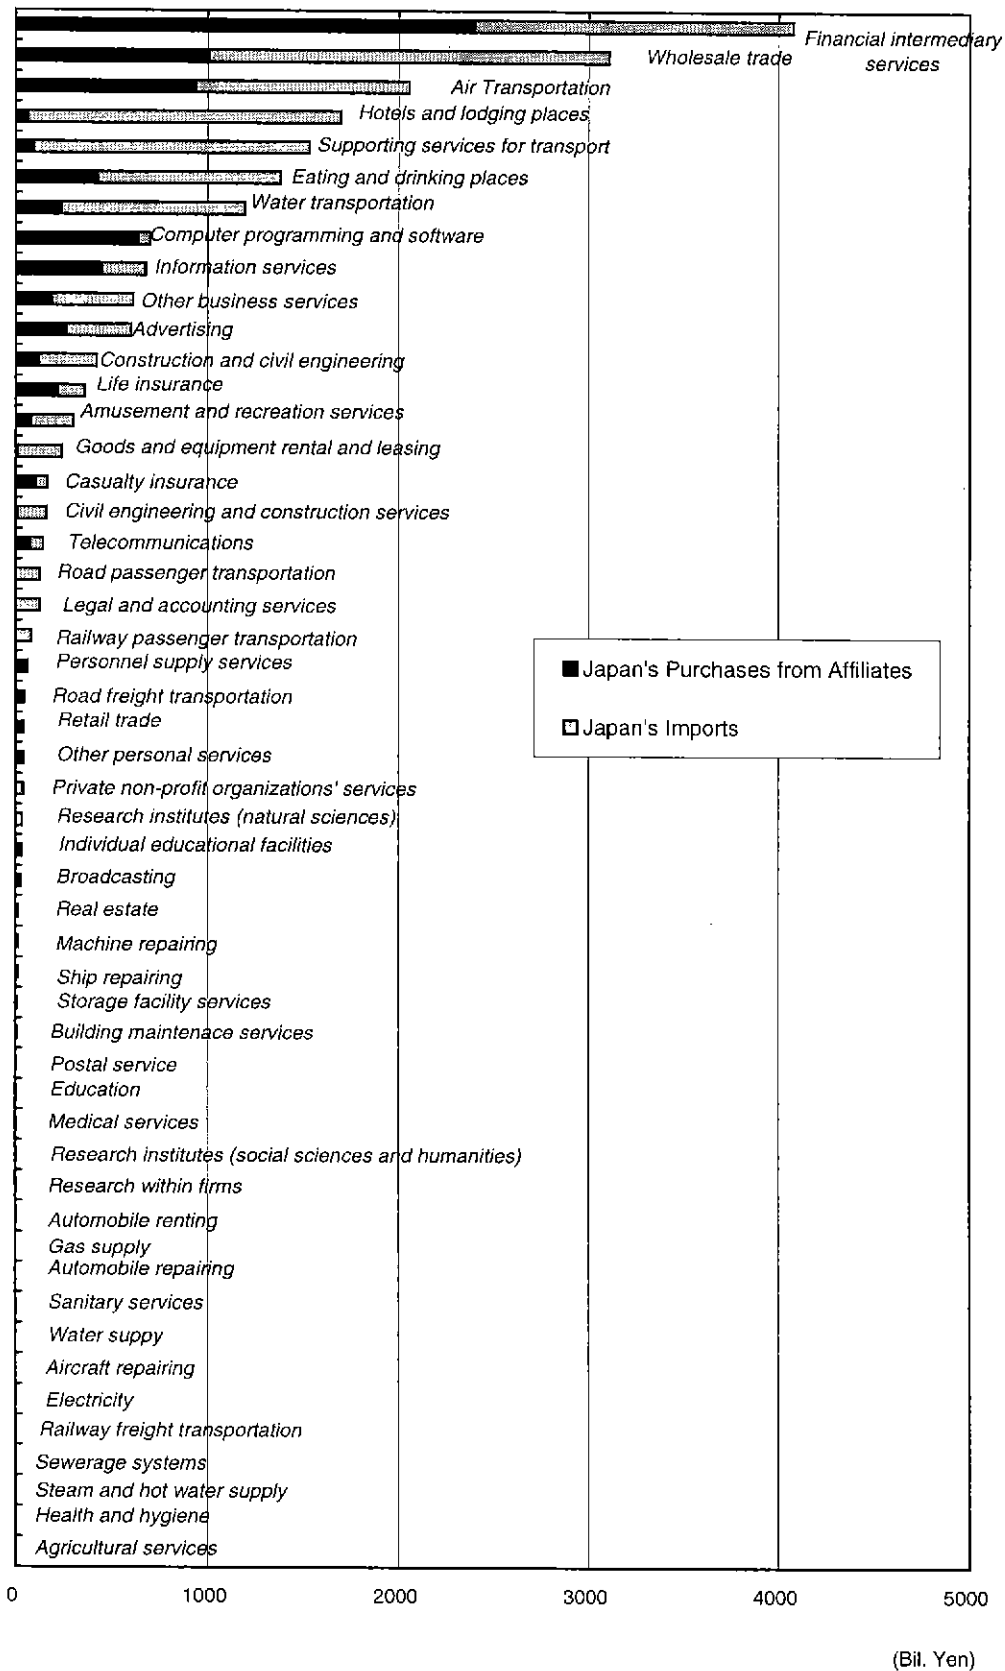 Financial intermediary
services
Wholesale trade
Air Transportation
Hotels and lodging places
Supporting services for transport
Eating and drinking places
Water transportation
Computer programming and software
Information services
Other business services
Advertising
Construction and civil engineering
Life insurance
Amusement and recreation services
Goods and equipment rental and leasing
Casualty insurance
Civil engineering and construction services
Telecommunications
Road passenger transportation
Legal and accounting services
Railway passenger transportation
Personnel supply services
Japan's Purchases from Affiliates
Road freight transportation
Retail trade
Japan's Imports
Other personal services
Private non-profit organizations' services
Research institutes (natural sciences)
Individual educational facilities
Broadcasting
Real estate
Machine repairing
Ship repairing
Storage facility services
Building maintenace services
Postal service
Education
Medical services
Research institutes (social sciences and humanities)
Research within firms
Automobile renting
Gas supply
Automobile repairing
Sanitary services
Water suppy
Aircraft repairing
Electricity
Railway freight transportation
Sewerage systems
Steam and hot water supply
Health and hygiene
Agricultural services
0 1000 2000 3000 4000 5000
(Bil. Yen)